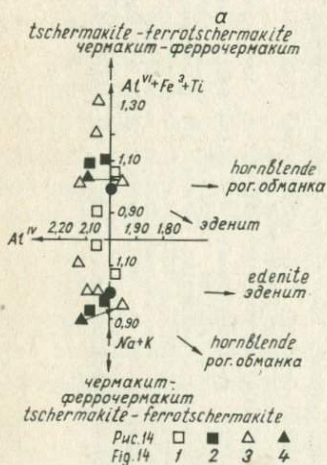 а
tschermakite-ferrotschermakite
чермакит-феррочермакит
Al^VI+Fe^3+Ti
1,30
1,10
hornblende
рог. обманка
0,90
эденит
Al^IV 2,20 2,10 1,90 1,80
1,10
edenite
эденит
0,90
Na+K
hornblende
рог. обманка
чермакит-
феррочермакит
tschermakite-ferrotschermakite
Рис.14
Fig.14 1 2 3 4